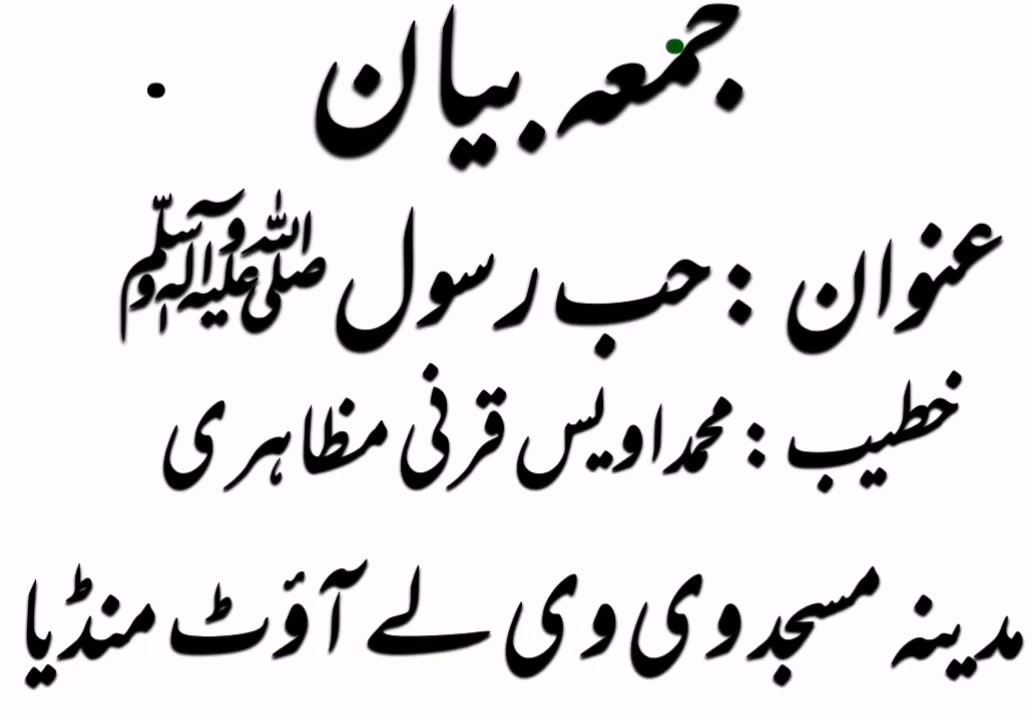 جمعہ بیان
عنوان : حب رسول صلی اللہ علیہ وآلہ وسلم
خطیب : محمد اویس قرنی مظاہری
مدینہ مسجد وی وی لے آؤٹ منڈیا